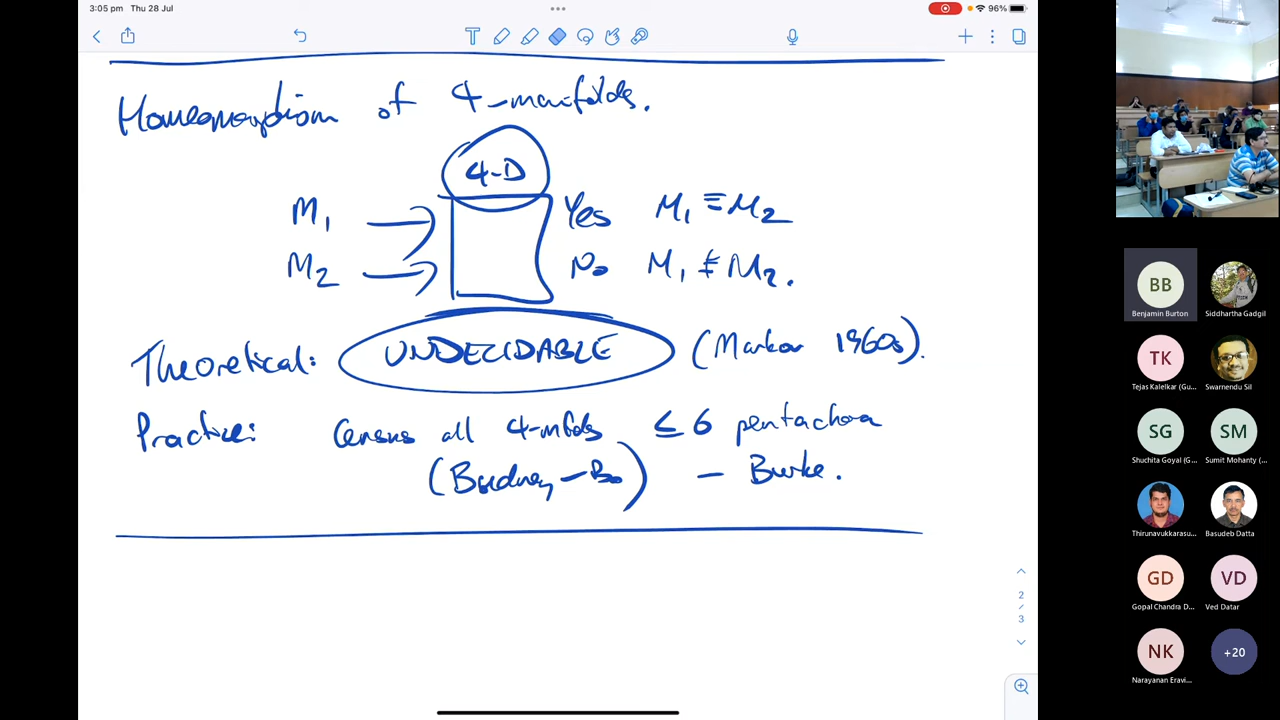 3:05 pm Thu 28 Jul
96%
Homeomorphism of 4-manifolds.
4-D
M₁ Yes M₁ ≡ M₂
M₂ No M₁ ≢ M₂.
Theoretical: UNDECIDABLE (Markov 1960s).
Practice: Census all 4-mfds ≤ 6 pentachora
(Budney – B.) – Burke.
2
/
3
BB
Benjamin Burton Siddhartha Gadgil
TK
Tejas Kalelkar (Gu... Swarnendu Sil
SG SM
Shuchita Goyal (G... Sumit Mohanty (...
Thirunavukkarasu... Basudeb Datta
GD VD
Gopal Chandra D... Ved Datar
NK +20
Narayanan Eravi...